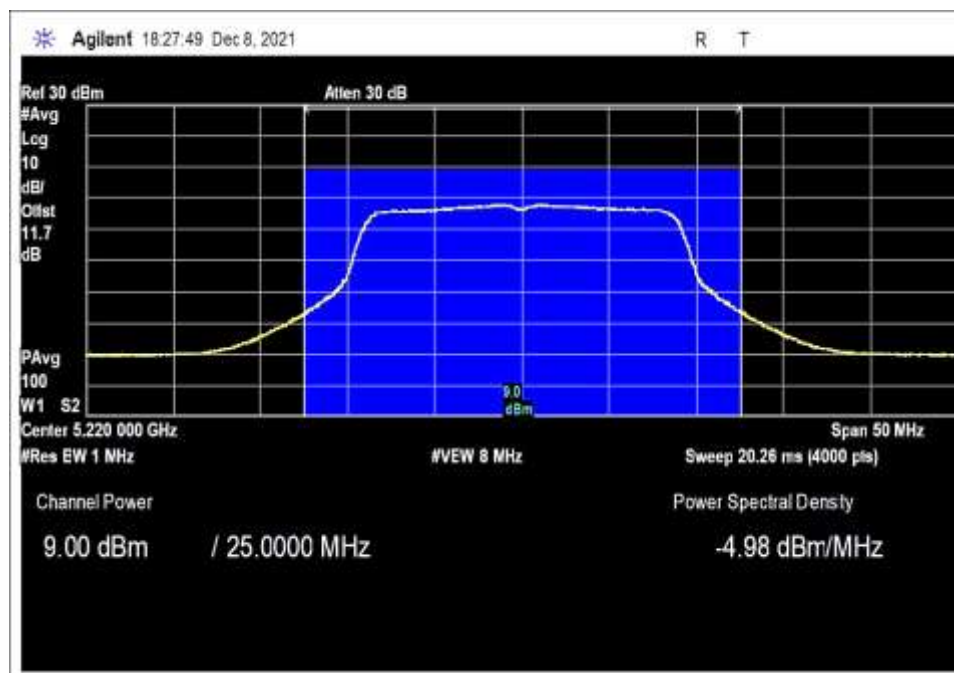 Agilent 18:27:49 Dec 8, 2021
R T
Ref 30 dBm
Atten 30 dB
#Avg
Log
10
dB/
Offst
11.7
dB
PAvg
100
W1 S2
9.0
dBm
Center 5.220 000 GHz
Span 50 MHz
#Res BW 1 MHz
#VBW 8 MHz
Sweep 20.26 ms (4000 pts)
Channel Power
Power Spectral Density
9.00 dBm / 25.0000 MHz
-4.98 dBm/MHz